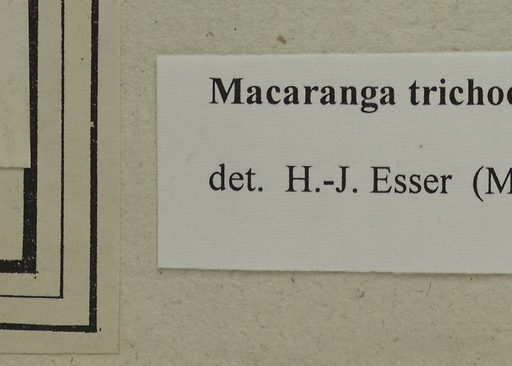 Macaranga trichoc
det. H.-J. Esser (M